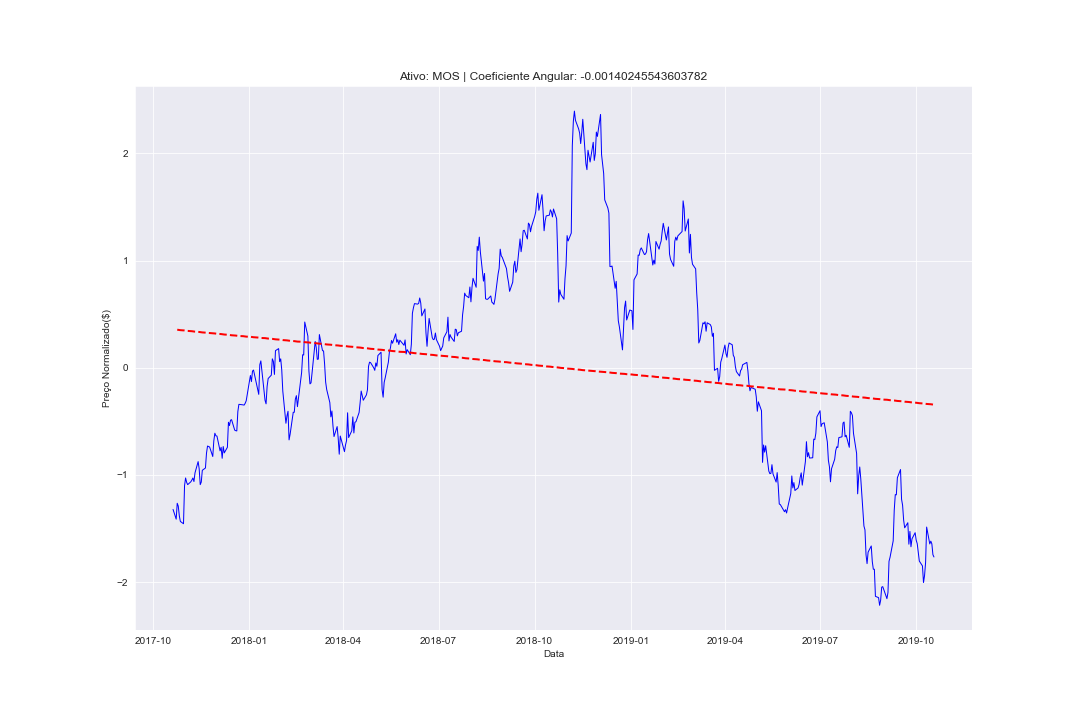 Ativo: MOS | Coeficiente Angular: -0.00140245543603782
Preço Normalizado($)
2
1
0
−1
−2
2017-10 2018-01 2018-04 2018-07 2018-10 2019-01 2019-04 2019-07 2019-10
Data